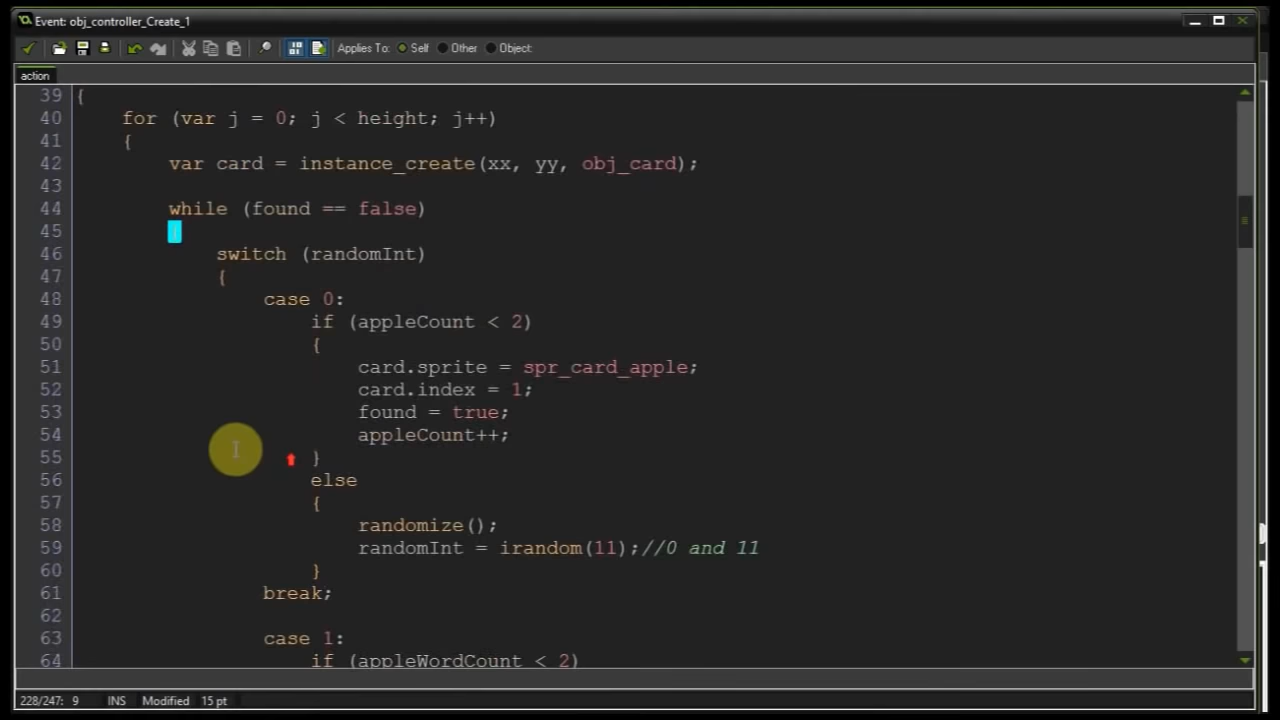 Event: obj_controller_Create_1
Applies To: Self Other Object:
action
39 {
40 for (var j = 0; j < height; j++)
41 {
42 var card = instance_create(xx, yy, obj_card);
43
44 while (found == false)
45 {
46 switch (randomInt)
47 {
48 case 0:
49 if (appleCount < 2)
50 {
51 card.sprite = spr_card_apple;
52 card.index = 1;
53 found = true;
54 appleCount++;
55 }
56 else
57 {
58 randomize();
59 randomInt = irandom(11);//0 and 11
60 }
61 break;
62
63 case 1:
64 if (appleWordCount < 2)
228/247: 9 INS Modified 15 pt